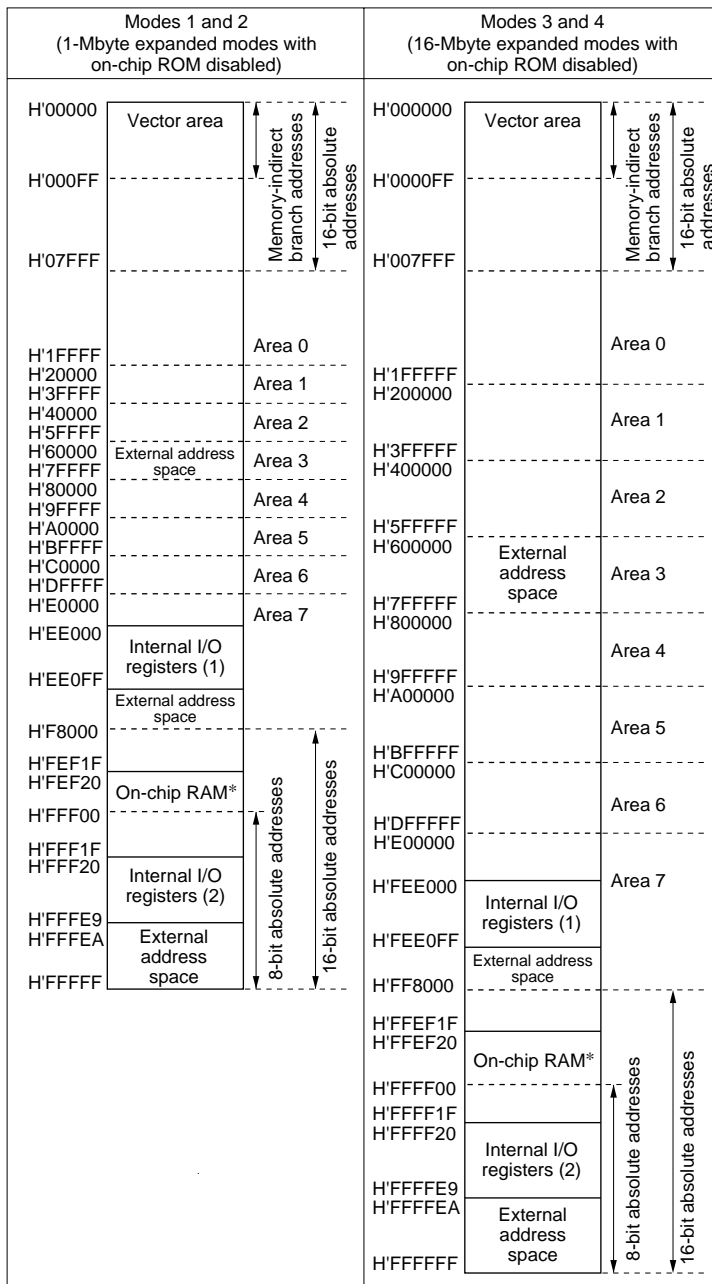 Modes 1 and 2
(1-Mbyte expanded modes with
on-chip ROM disabled)
H'00000
Vector area
H'000FF
Memory-indirect
branch addresses
16-bit absolute
addresses
H'07FFF
Area 0
H'1FFFF
H'20000
Area 1
H'3FFFF
H'40000
Area 2
H'5FFFF
H'60000
External address
space
Area 3
H'7FFFF
H'80000
Area 4
H'9FFFF
H'A0000
Area 5
H'BFFFF
H'C0000
Area 6
H'DFFFF
H'E0000
Area 7
H'EE000
Internal I/O
registers (1)
H'EE0FF
External address
space
H'F8000
H'FEF1F
H'FEF20
On-chip RAM*
H'FFF00
H'FFF1F
H'FFF20
Internal I/O
registers (2)
H'FFFE9
H'FFFEA
External
address
space
H'FFFFF
8-bit absolute addresses
16-bit absolute addresses
Modes 3 and 4
(16-Mbyte expanded modes with
on-chip ROM disabled)
H'000000
Vector area
H'0000FF
Memory-indirect
branch addresses
16-bit absolute
addresses
H'007FFF
Area 0
H'1FFFFF
H'200000
Area 1
H'3FFFFF
H'400000
Area 2
H'5FFFFF
H'600000
External
address
space
Area 3
H'7FFFFF
H'800000
Area 4
H'9FFFFF
H'A00000
Area 5
H'BFFFFF
H'C00000
Area 6
H'DFFFFF
H'E00000
Area 7
H'FEE000
Internal I/O
registers (1)
H'FEE0FF
External address
space
H'FF8000
H'FFEF1F
H'FFEF20
On-chip RAM*
H'FFFF00
H'FFFF1F
H'FFFF20
Internal I/O
registers (2)
H'FFFFE9
H'FFFFEA
External
address
space
H'FFFFFF
8-bit absolute addresses
16-bit absolute addresses